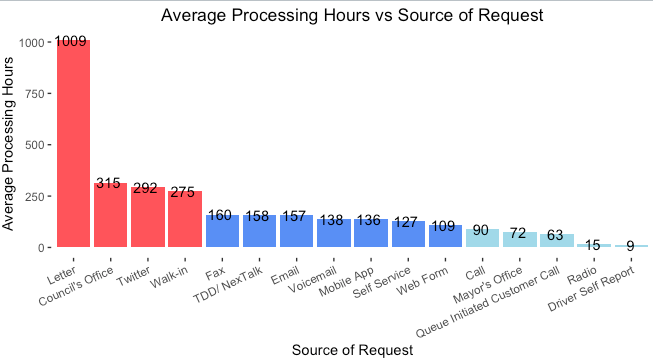 Average Processing Hours vs Source of Request
Average Processing Hours
1000
750
500
250
0
1009
315
292
275
160
158
157
138
136
127
109
90
72
63
15
9
Letter
Council's Office
Twitter
Walk-in
Fax
TDD/ NexTalk
Email
Voicemail
Mobile App
Self Service
Web Form
Call
Mayor's Office
Queue Initiated Customer Call
Radio
Driver Self Report
Source of Request